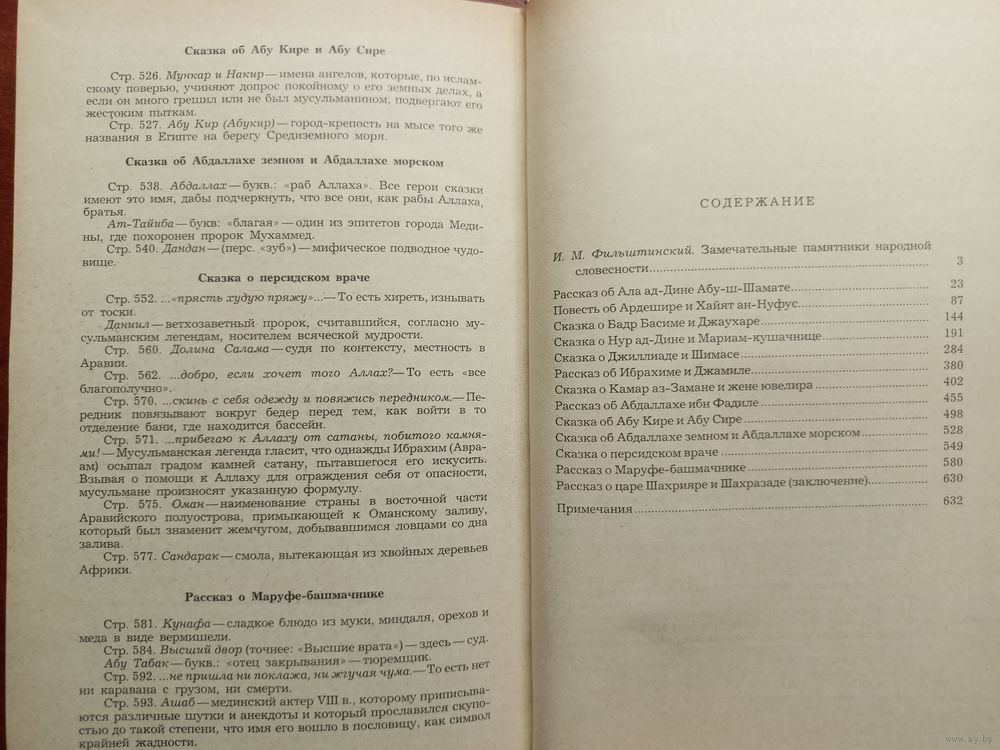 Сказка об Абу Кире и Абу Сире
Стр. 526. Мункар и Накир — имена ангелов, которые, по ислам-
скому поверью, учиняют допрос покойному о его земных делах, а
если он много грешил или не был мусульманином, подвергают его
жестоким пыткам.
Стр. 527. Абу Кир (Абукир) — город-крепость на мысе того же
названия в Египте на берегу Средиземного моря.
Сказка об Абдаллахе земном и Абдаллахе морском
Стр. 538. Абдаллах — букв.: «раб Аллаха». Все герои сказки
имеют это имя, дабы подчеркнуть, что все они, как рабы Аллаха,
братья.
Ат-Тайиба — букв: «благая» — один из эпитетов города Меди-
ны, где похоронен пророк Мухаммед.
Стр. 540. Дандан — (перс. «зуб») — мифическое подводное чудо-
вище.
Сказка о персидском враче
Стр. 552. ...«прясть худую пряжу»... — То есть хиреть, изнывать
от тоски.
Даниил — ветхозаветный пророк, считавшийся, согласно му-
сульманским легендам, носителем всяческой мудрости.
Стр. 560. Долина Салама — судя по контексту, местность в
Аравии.
Стр. 562. ...добро, если хочет того Аллах? — То есть «все
благополучно».
Стр. 570. ...скинь с себя одежду и повяжись передником. — Пе-
редник повязывают вокруг бедер перед тем, как войти в то
отделение бани, где находится бассейн.
Стр. 571. ...прибегаю к Аллаху от сатаны, побитого камня-
ми! — Мусульманская легенда гласит, что однажды Ибрахим (Авра-
ам) осыпал градом камней сатану, пытавшегося его искусить.
Взывая о помощи к Аллаху для ограждения себя от опасности,
мусульмане произносят указанную формулу.
Стр. 575. Оман — наименование страны в восточной части
Аравийского полуострова, примыкающей к Оманскому заливу,
который был знаменит жемчугом, добывавшимся ловцами со дна
залива.
Стр. 577. Сандарак — смола, вытекающая из хвойных деревьев
Африки.
Рассказ о Маруфе-башмачнике
Стр. 581. Кунафа — сладкое блюдо из муки, миндаля, орехов и
меда в виде вермишели.
Стр. 584. Высший двор (точнее: «Высшие врата») — здесь — суд.
Абу Табак — букв.: «отец закрывания» — тюремщик.
Стр. 592. ...не пришла ни поклажа, ни жгучая чума. — То есть нет
ни каравана с грузом, ни смерти.
Стр. 593. Ашаб — мединский актер VIII в., которому приписыва-
ются различные шутки и анекдоты и который прославился скупо-
стью до такой степени, что имя его вошло в пословицу, как символ
крайней жадности.
СОДЕРЖАНИЕ
И. М. Фильштинский. Замечательные памятники народной
словесности 3
Рассказ об Ала ад-Дине Абу-ш-Шамате 23
Повесть об Ардешире и Хайят ан-Нуфус 87
Сказка о Бадр Басиме и Джаухаре 144
Сказка о Нур ад-Дине и Мариам-кушачнице 191
Сказка о Джиллиаде и Шимасе 284
Рассказ об Ибрахиме и Джамиле 380
Сказка о Камар аз-Замане и жене ювелира 402
Рассказ об Абдаллахе ибн Фадиле 455
Сказка об Абу Кире и Абу Сире 498
Сказка об Абдаллахе земном и Абдаллахе морском 528
Сказка о персидском враче 549
Рассказ о Маруфе-башмачнике 580
Рассказ о царе Шахрияре и Шахразаде (заключение) 630
Примечания 632
www.ay.by